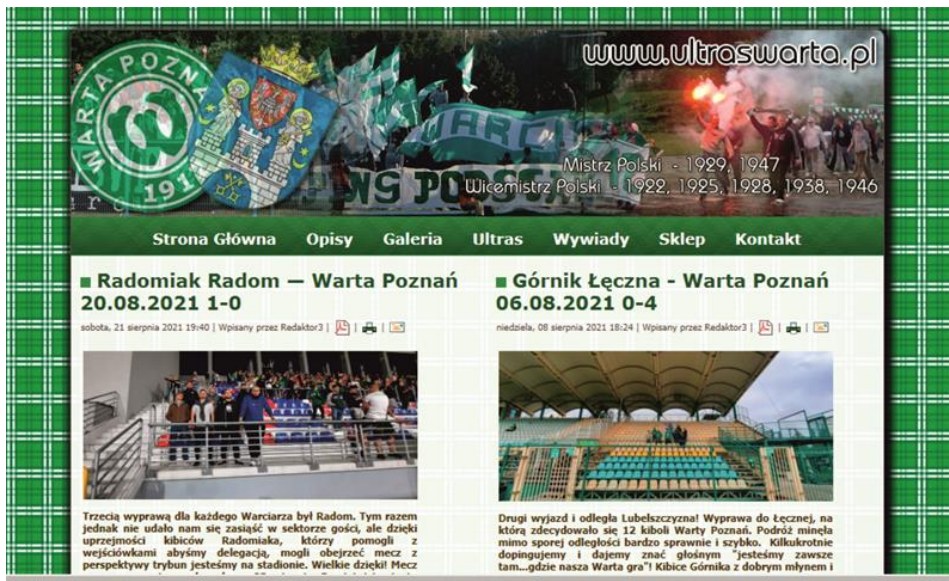 www.ultraswarta.pl
WARTA POZNA
191
WARCI
NG PODSGAR
Mistrz Polski - 1929, 1947
Wicemistrz Polski - 1922, 1925, 1928, 1938, 1946
Strona Główna Opisy Galeria Ultras Wywiady Sklep Kontakt
Radomiak Radom — Warta Poznań
20.08.2021 1-0
sobota, 21 sierpnia 2021 19:40 | Wpisany przez Redaktor3 |
Trzecią wyprawą dla każdego Warciarza był Radom. Tym razem
jednak nie udało nam się zasiąść w sektorze gości, ale dzięki
uprzejmości kibiców Radomiaka, którzy pomogli z
wejściówkami abyśmy delegacją, mogli obejrzeć mecz z
perspektywy trybun jesteśmy na stadionie. Wielkie dzięki! Mecz
Górnik Łęczna - Warta Poznań
06.08.2021 0-4
niedziela, 08 sierpnia 2021 18:24 | Wpisany przez Redaktor3 |
Drugi wyjazd i odległa Lubelszczyzna! Wyprawa do Łęcznej, na
którą zdecydowało się 12 kiboli Warty Poznań. Podróż minęła
mimo sporej odległości bardzo sprawnie i szybko. Kilkukrotnie
dopingujemy i dajemy znać głośnym "jesteśmy zawsze
tam...gdzie nasza Warta gra"! Kibice Górnika z dobrym młynem i